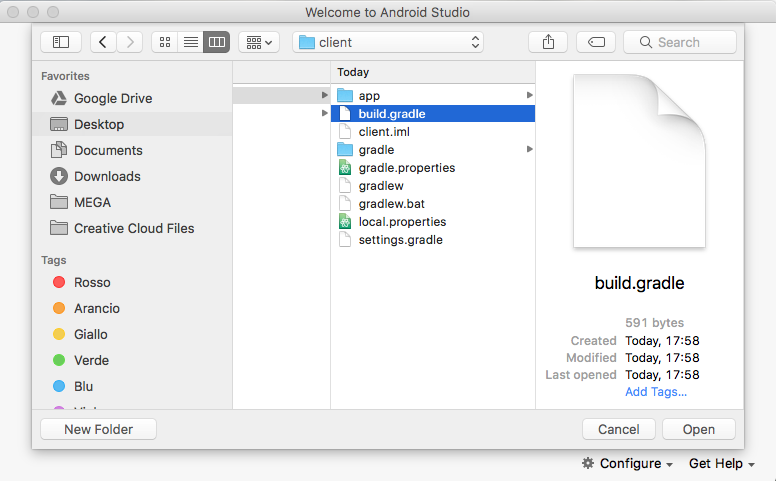 Welcome to Android Studio
client
Search
Favorites
Google Drive
Desktop
Documents
Downloads
MEGA
Creative Cloud Files
Tags
Rosso
Arancio
Giallo
Verde
Blu
Today
app
build.gradle
client.iml
gradle
gradle.properties
gradlew
gradlew.bat
local.properties
settings.gradle
build.gradle
591 bytes
Created Today, 17:58
Modified Today, 17:58
Last opened Today, 17:58
Add Tags...
New Folder
Cancel
Open
Configure
Get Help